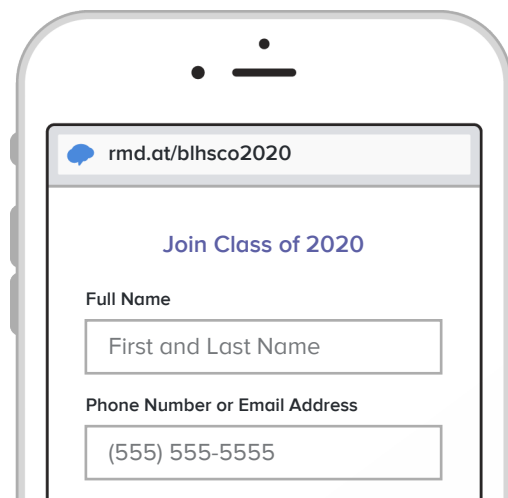 rmd.at/blhsco2020
Join Class of 2020
Full Name
First and Last Name
Phone Number or Email Address
(555) 555-5555